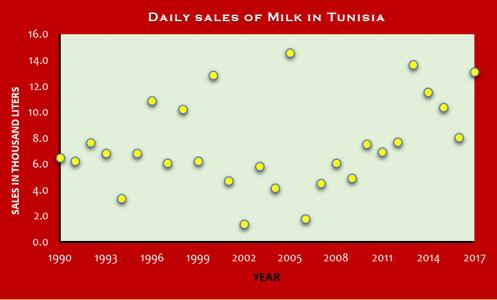 Daily sales of Milk in Tunisia
16.0
14.0
12.0
10.0
8.0
6.0
4.0
2.0
0.0
SALES IN THOUSAND LITERS
1990 1993 1996 1999 2002 2005 2008 2011 2014 2017
YEAR